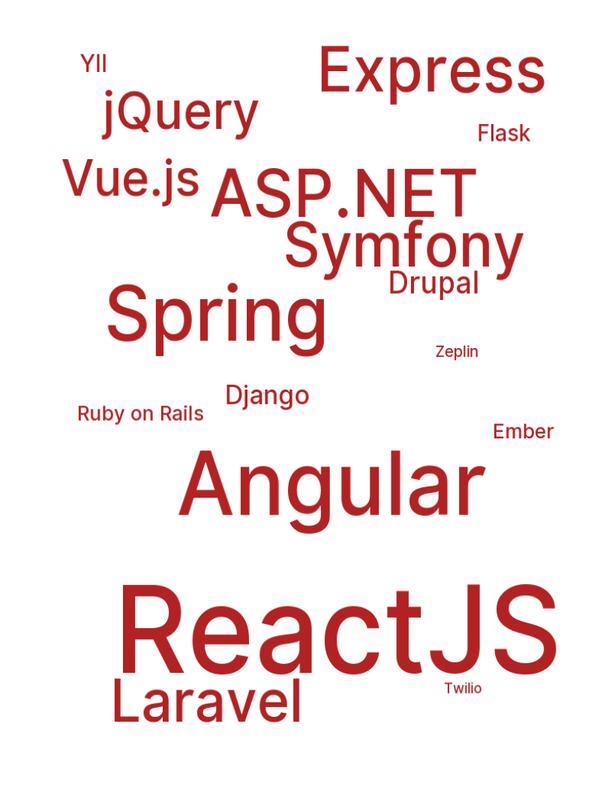 YII
Express
jQuery
Flask
Vue.js
ASP.NET
Symfony
Drupal
Spring
Zeplin
Django
Ruby on Rails
Ember
Angular
ReactJS
Laravel
Twilio